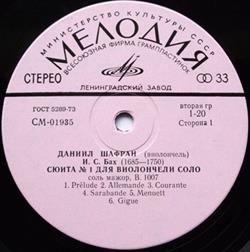 МИНИСТЕРСТВО КУЛЬТУРЫ СССР
МЕЛОДИЯ
ВСЕСОЮЗНАЯ ФИРМА ГРАМПЛАСТИНОК
СТЕРЕО
33
ЛЕНИНГРАДСКИЙ ЗАВОД
ГОСТ 5289-73
вторая гр
СМ-01935
1-20
Сторона 1
ДАНИИЛ ШАФРАН (виолончель)
И. С. Бах (1685—1750)
СЮИТА № 1 ДЛЯ ВИОЛОНЧЕЛИ СОЛО
соль мажор, В. 1007
1. Prélude 2. Allemande 3. Courante
4. Sarabande 5. Menuett
6. Gigue